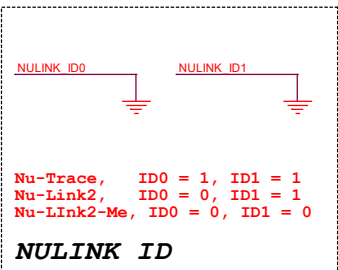 NULINK_ID0 NULINK_ID1
Nu-Trace, ID0 = 1, ID1 = 1
Nu-Link2, ID0 = 0, ID1 = 1
Nu-LInk2-Me, ID0 = 0, ID1 = 0
NULINK ID